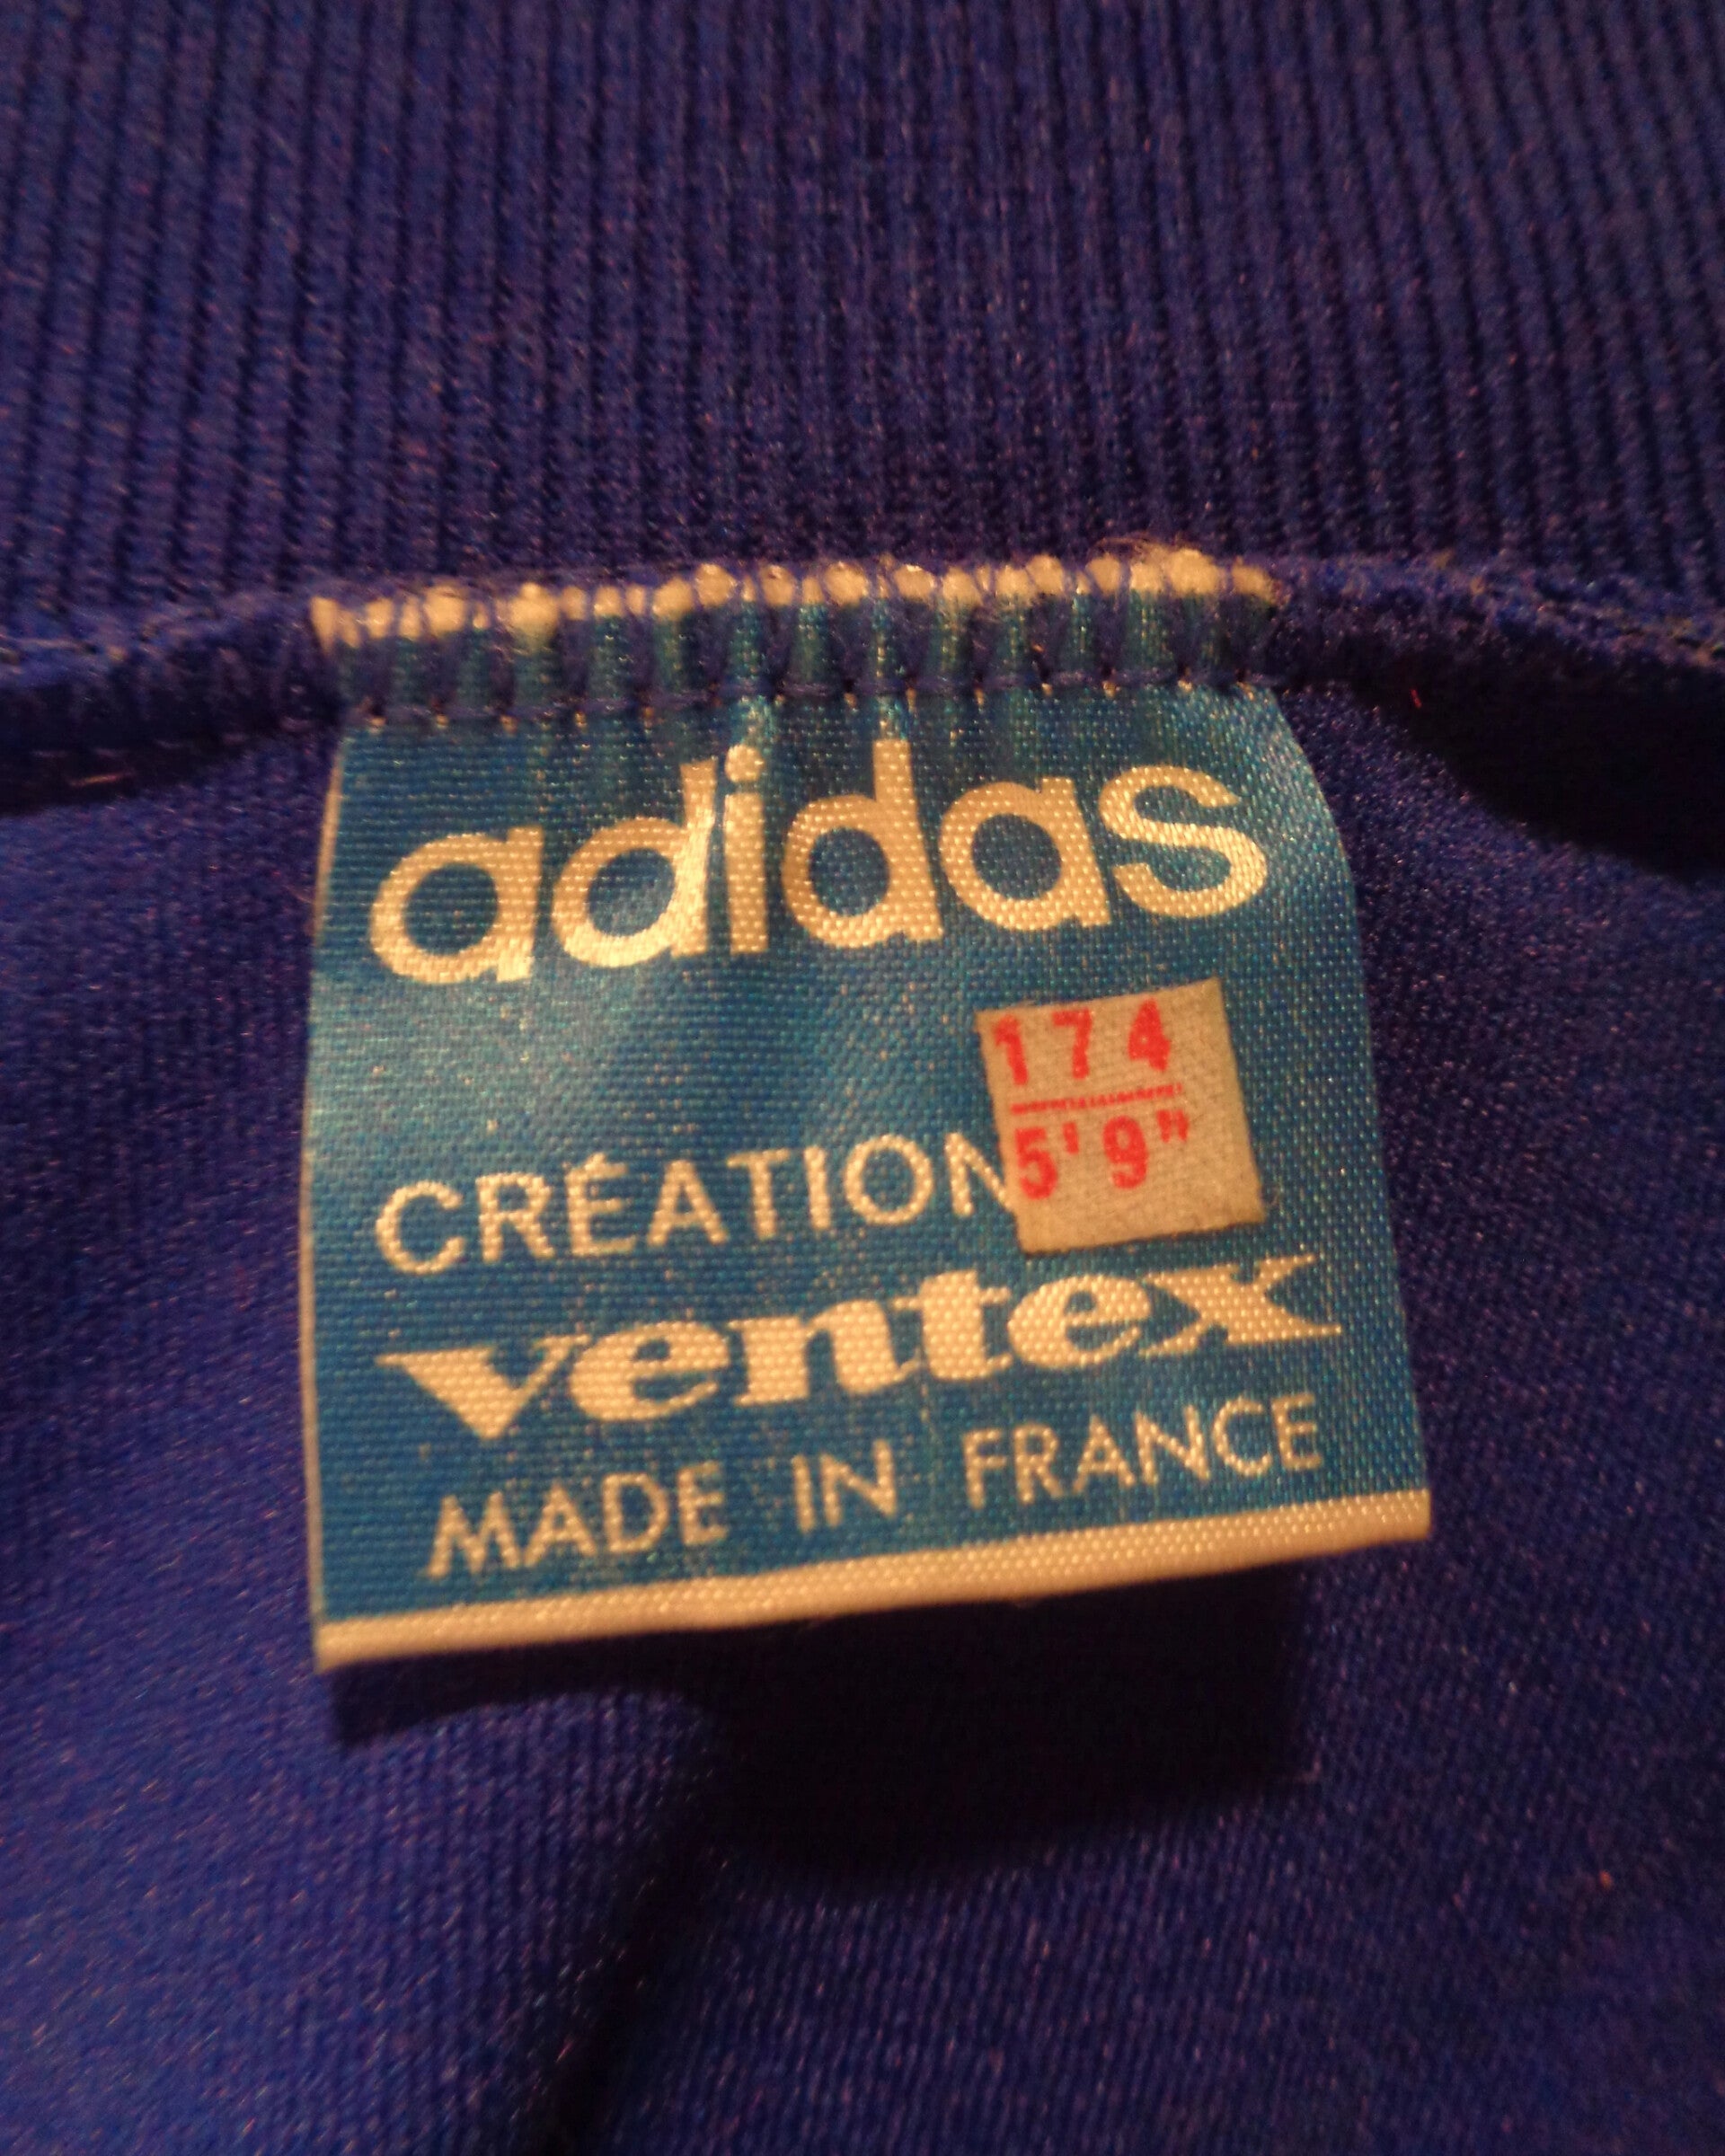 adidas
174
5'9"
CRÉATION
ventex
MADE IN FRANCE